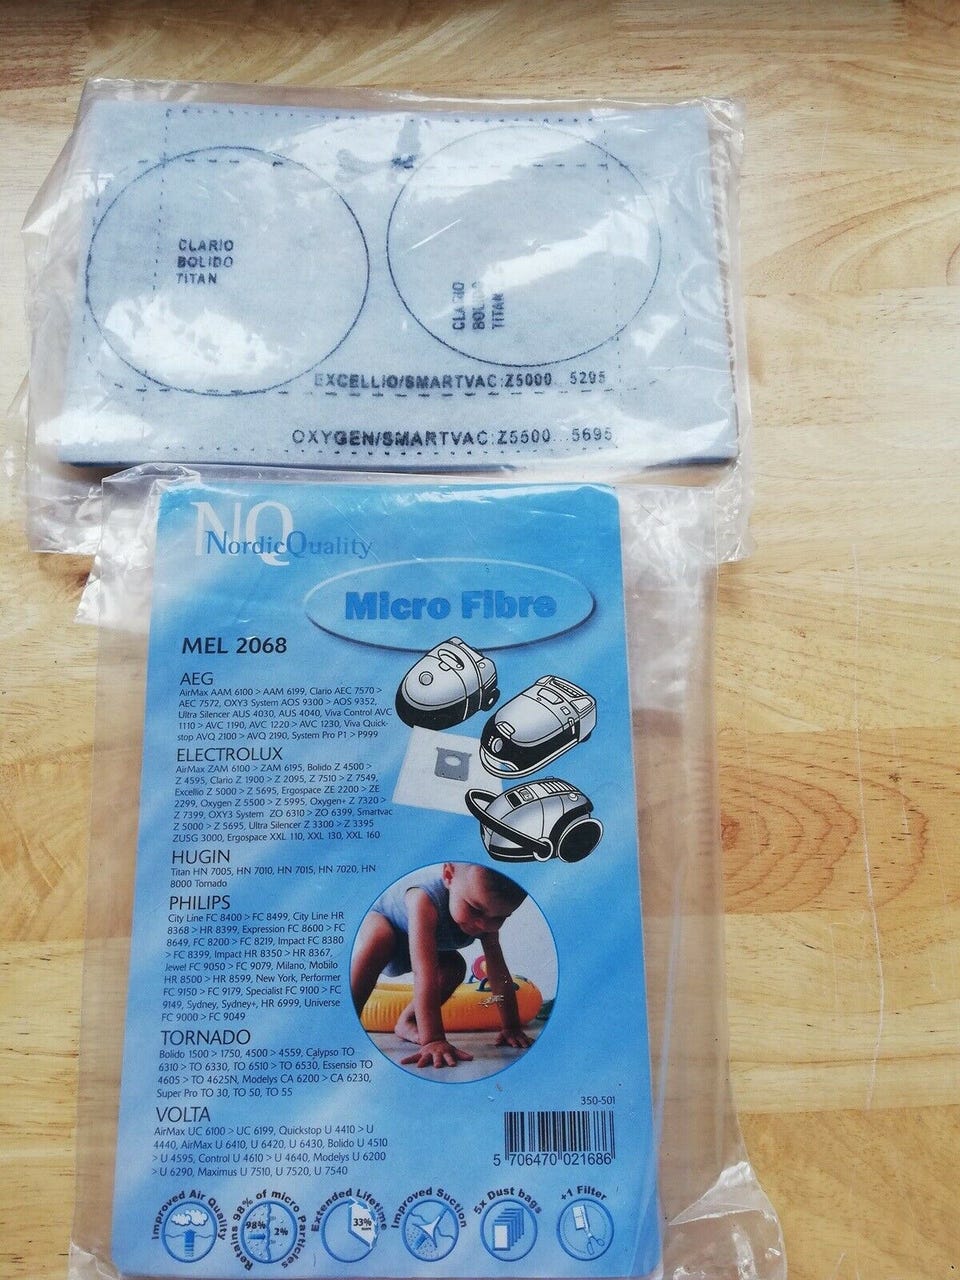 CLARIO
BOLIDO
TITAN
CLARIO
BOLIDO
TITAN
EXCELLIO/SMARTVAC:Z5000...5295
OXYGEN/SMARTVAC:Z5500...5695
NQ
NordicQuality
Micro Fibre
MEL 2068
AEG
AirMax AAM 6100 > AAM 6199, Clario AEC 7570 >
AEC 7572, OXY3 System AOS 9300 > AOS 9352,
Ultra Silencer AUS 4030, AUS 4040, Viva Control AVC
1110 > AVC 1190, AVC 1220 > AVC 1230, Viva Quick-
stop AVQ 2100 > AVQ 2190, System Pro P1 > P999
ELECTROLUX
AirMax ZAM 6100 > ZAM 6195, Bolido Z 4500 >
Z 4595, Clario Z 1900 > Z 2095, Z 7510 > Z 7549,
Excellio Z 5000 > Z 5695, Ergospace ZE 2200 > ZE
2299, Oxygen Z 5500 > Z 5995, Oxygen+ Z 7320 >
Z 7399, OXY3 System ZO 6310 > ZO 6399, Smartvac
Z 5000 > Z 5695, Ultra Silencer Z 3300 > Z 3395
ZUSG 3000, Ergospace XXL 110, XXL 130, XXL 160
HUGIN
Titan HN 7005, HN 7010, HN 7015, HN 7020, HN
8000 Tornado
PHILIPS
City Line FC 8400 > FC 8499, City Line HR
8368 > HR 8399, Expression FC 8600 > FC
8649, FC 8200 > FC 8219, Impact FC 8380
> FC 8399, Impact HR 8350 > HR 8367,
Jewel FC 9050 > FC 9079, Milano, Mobilo
HR 8500 > HR 8599, New York, Performer
FC 9150 > FC 9179, Specialist FC 9100 > FC
9149, Sydney, Sydney+, HR 6999, Universe
FC 9000 > FC 9049
TORNADO
Bolido 1500 > 1750, 4500 > 4559, Calypso TO
6310 > TO 6330, TO 6510 > TO 6530, Essensio TO
4605 > TO 4625N, Modelys CA 6200 > CA 6230,
Super Pro TO 30, TO 50, TO 55
VOLTA
AirMax UC 6100 > UC 6199, Quickstop U 4410 > U
4440, AirMax U 6410, U 6420, U 6430, Bolido U 4510
> U 4595, Control U 4610 > U 4640, Modelys U 6200
> U 6290, Maximus U 7510, U 7520, U 7540
350-501
5 706470 021686
Improved Air Quality
Retains 98% of micro Particles
98%
2%
Extended Lifetime
33%
Improved Suction
5x Dust bags
+1 Filter